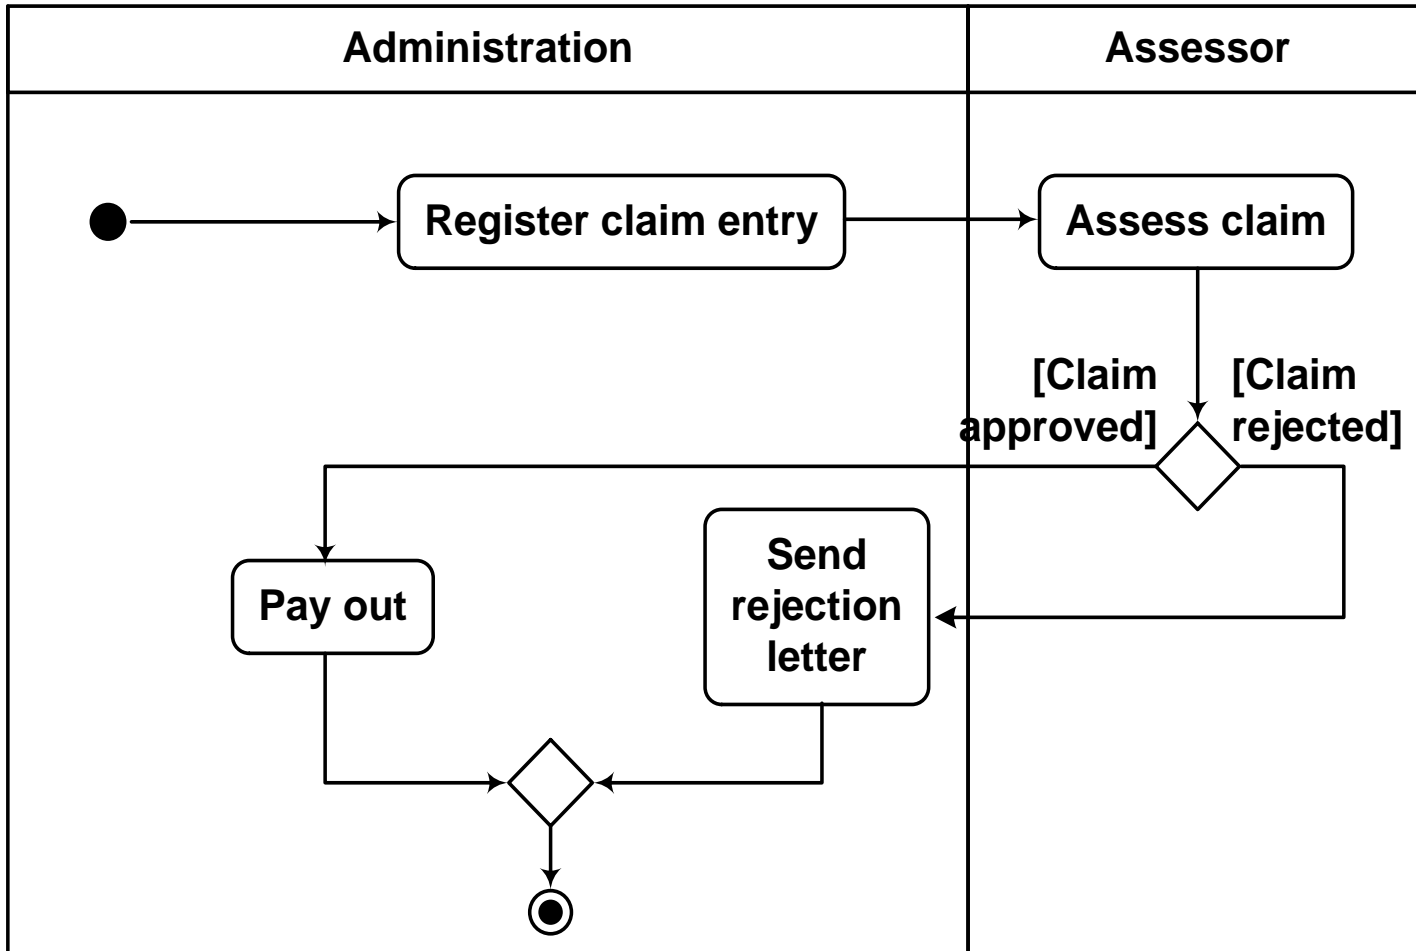 Administration
Assessor
Register claim entry
Assess claim
[Claim
approved]
[Claim
rejected]
Pay out
Send
rejection
letter